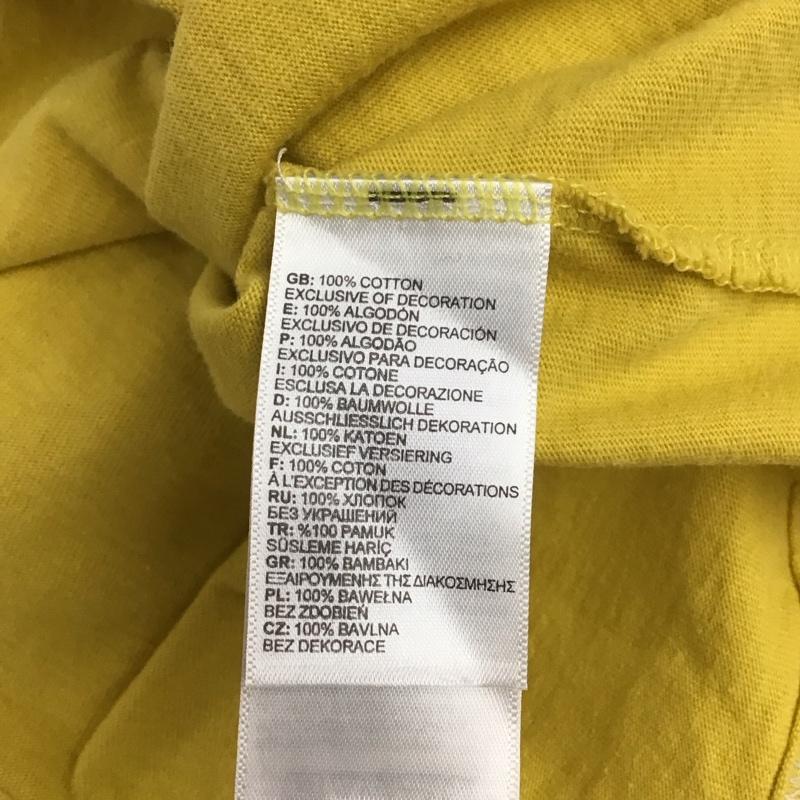 GB: 100% COTTON
EXCLUSIVE OF DECORATION
E: 100% ALGODÓN
EXCLUSIVO DE DECORACIÓN
P: 100% ALGODÃO
EXCLUSIVO PARA DECORAÇÃO
I: 100% COTONE
ESCLUSA LA DECORAZIONE
D: 100% BAUMWOLLE
AUSSCHLIESSLICH DEKORATION
NL: 100% KATOEN
EXCLUSIEF VERSIERING
F: 100% COTON
À L'EXCEPTION DES DÉCORATIONS
RU: 100% ХЛОПОК
БЕЗ УКРАШЕНИЙ
TR: %100 PAMUK
SÜSLEME HARİÇ
GR: 100% ΒΑΜΒΑΚΙ
ΕΞΑΙΡΟΥΜΕΝΗΣ ΤΗΣ ΔΙΑΚΟΣΜΗΣΗΣ
PL: 100% BAWEŁNA
BEZ ZDOBIEŃ
CZ: 100% BAVLNA
BEZ DEKORACE